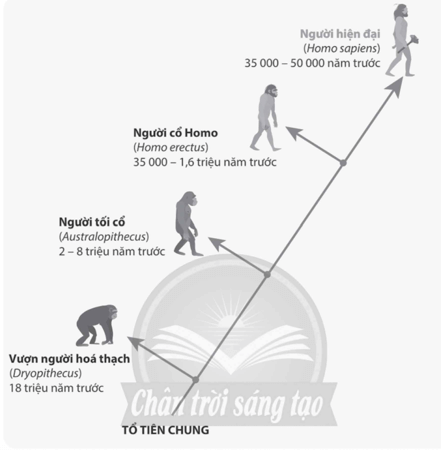 Người hiện đại
(Homo sapiens)
35 000 – 50 000 năm trước
Người cổ Homo
(Homo erectus)
35 000 – 1,6 triệu năm trước
Người tối cổ
(Australopithecus)
2 – 8 triệu năm trước
Vượn người hoá thạch
(Dryopithecus)
18 triệu năm trước
Chân trời sáng tạo
TỔ TIÊN CHUNG